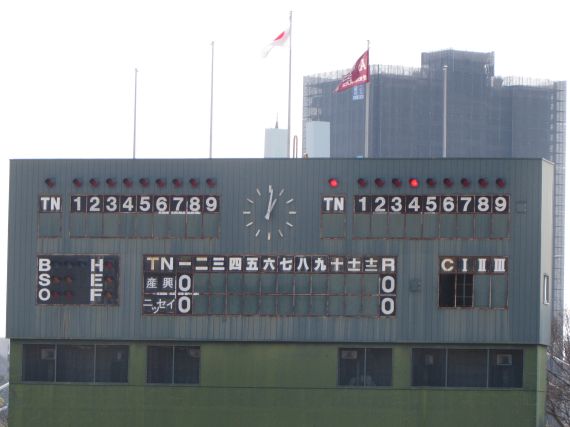 TN 1 2 3 4 5 6 7 8 9
TN 1 2 3 4 5 6 7 8 9
B H
S E
O F
TN 一 二 三 四 五 六 七 八 九 十 十一 十二 R
産興 0 0
ニッセイ 0 0
C Ⅰ Ⅱ Ⅲ